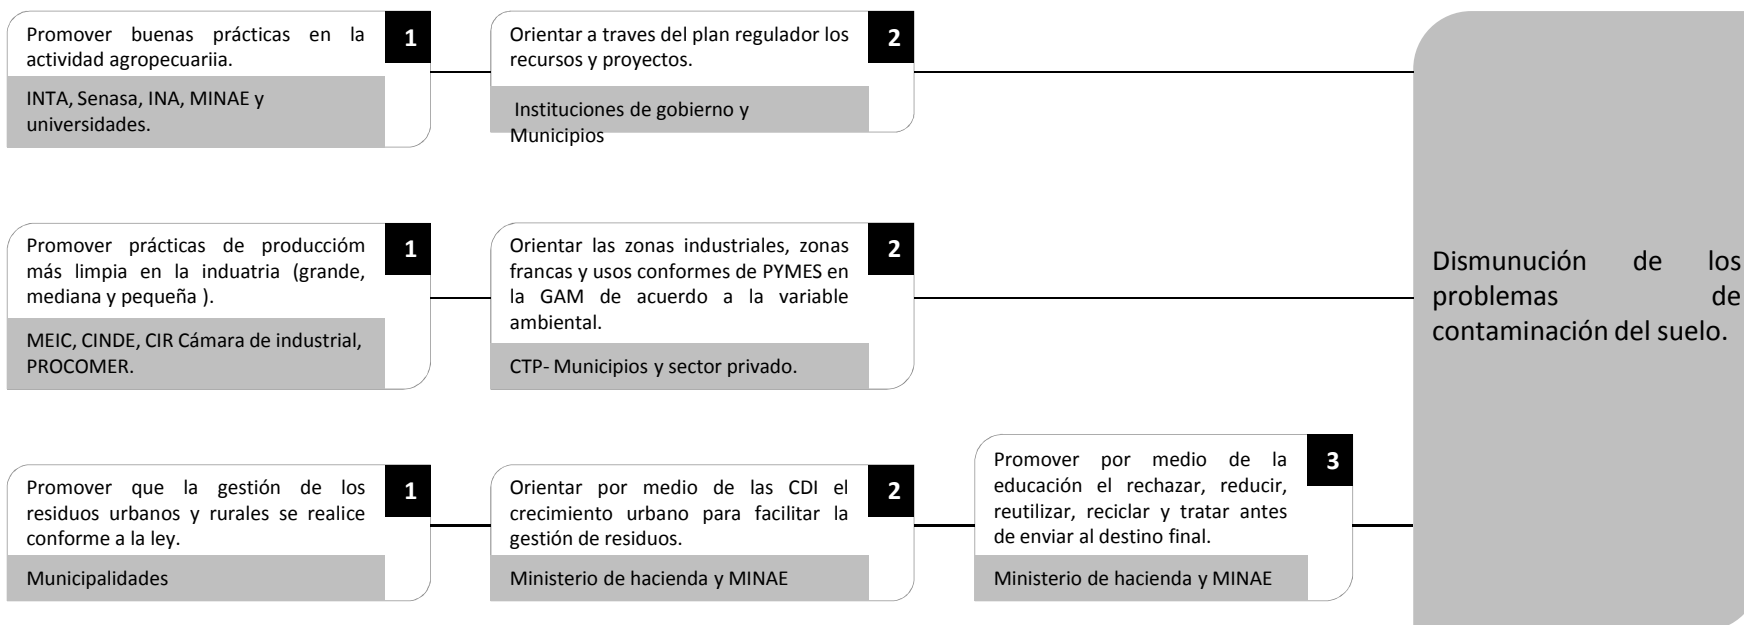 Promover buenas prácticas en la
actividad agropecuariia.
1
INTA, Senasa, INA, MINAE y
universidades.
Orientar a traves del plan regulador los
recursos y proyectos.
2
Instituciones de gobierno y
Municipios
Promover prácticas de produccióm
más limpia en la induatria (grande,
mediana y pequeña ).
1
MEIC, CINDE, CIR Cámara de industrial,
PROCOMER.
Orientar las zonas industriales, zonas
francas y usos conformes de PYMES en
la GAM de acuerdo a la variable
ambiental.
2
CTP- Municipios y sector privado.
Promover que la gestión de los
residuos urbanos y rurales se realice
conforme a la ley.
1
Municipalidades
Orientar por medio de las CDI el
crecimiento urbano para facilitar la
gestión de residuos.
2
Ministerio de hacienda y MINAE
Promover por medio de la
educación el rechazar, reducir,
reutilizar, reciclar y tratar antes
de enviar al destino final.
3
Ministerio de hacienda y MINAE
Dismunución de los
problemas de
contaminación del suelo.